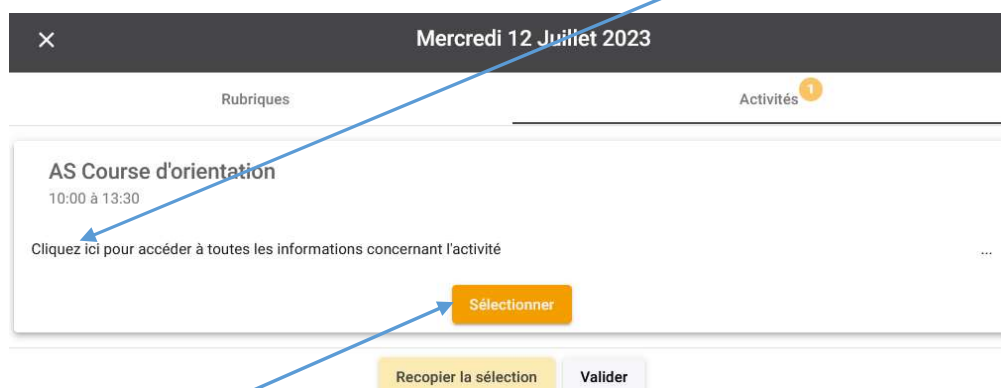 × Mercredi 12 Juillet 2023
Rubriques Activités 1
AS Course d'orientation
10:00 à 13:30
Cliquez ici pour accéder à toutes les informations concernant l'activité ...
Sélectionner
Recopier la sélection Valider